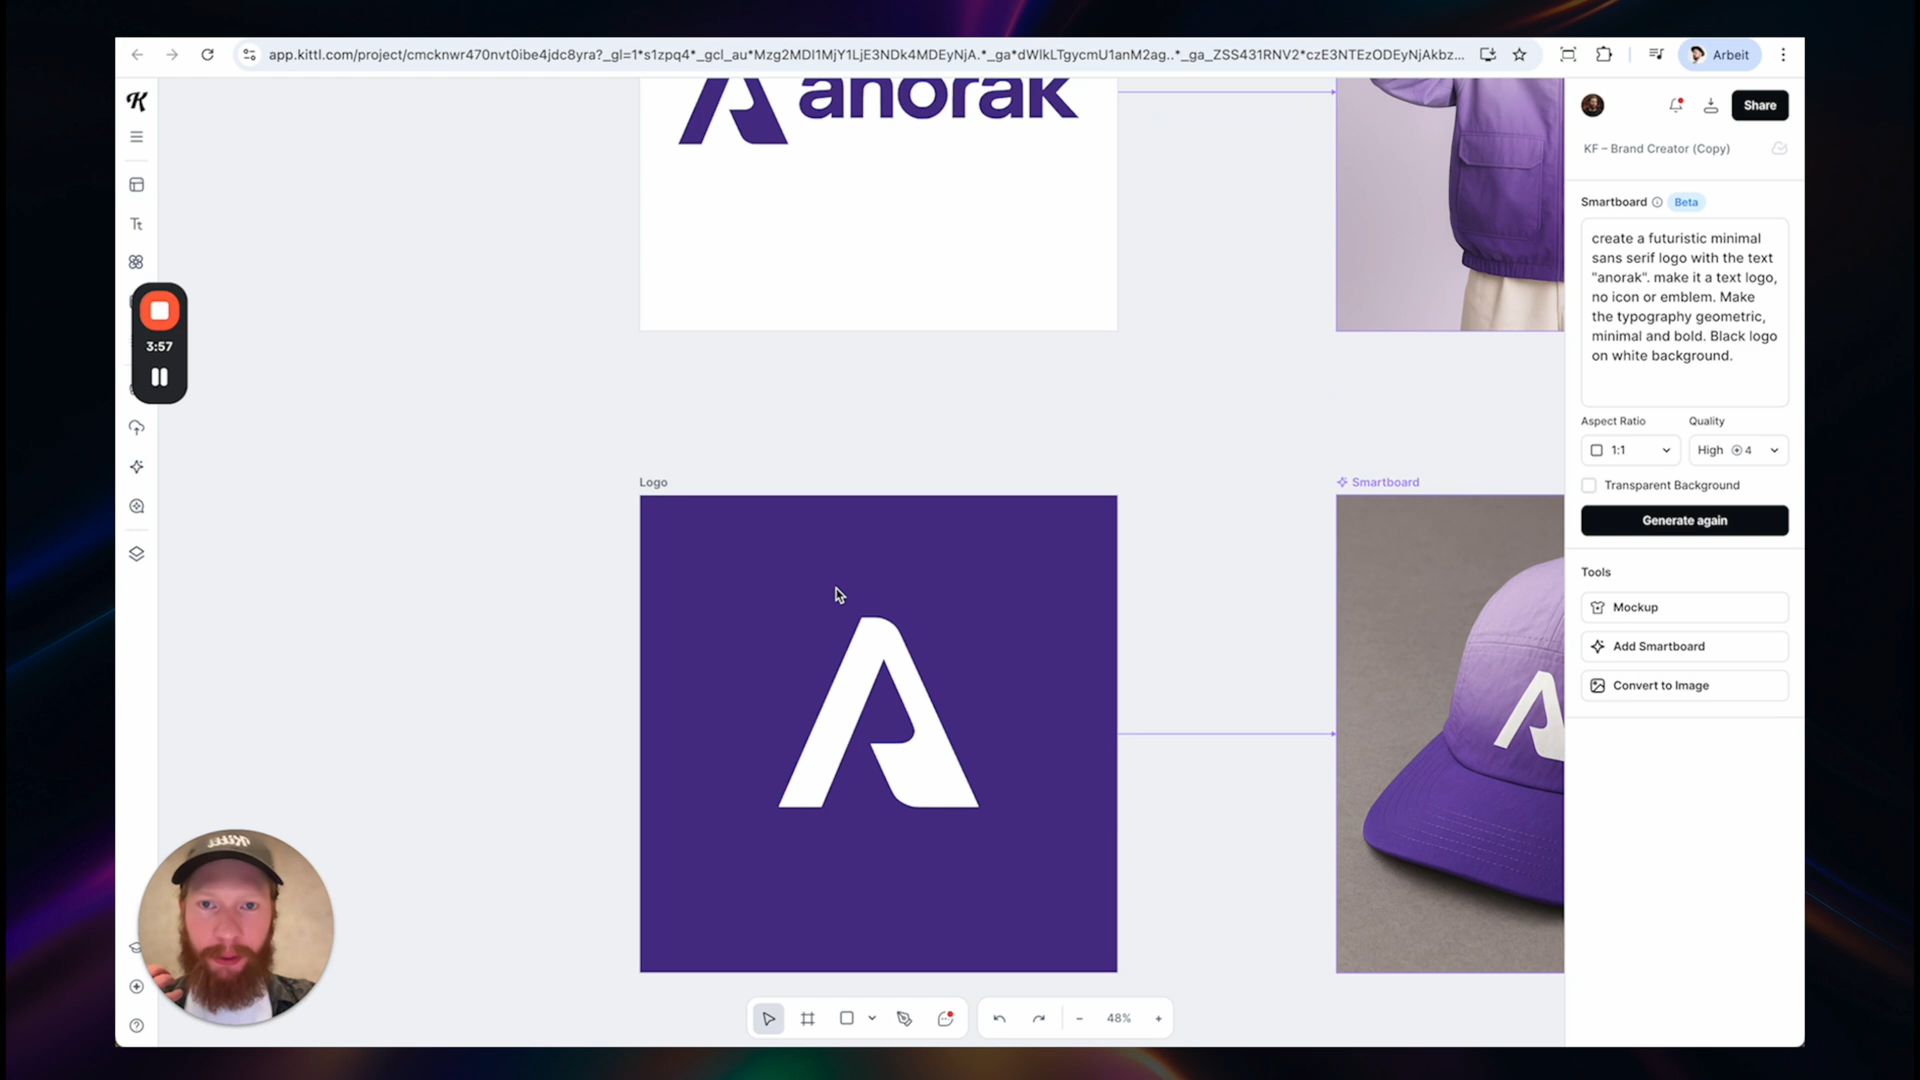 app.kittl.com/project/cmcknwr470nvt0ibe4jdc8yra?_gl=1*s1zpq4*_gcl_au*Mzg2MDI1MjY1LjE3NDk4MDEyNjA.*_ga*dWlkLTgycmU1anM2ag..*_ga_ZSS431RNV2*czE3NTEzODEyNjAkbz...
Arbeit
K
anorak
Share
KF – Brand Creator (Copy)
Smartboard
Beta
create a futuristic minimal
sans serif logo with the text
"anorak". make it a text logo,
no icon or emblem. Make
the typography geometric,
minimal and bold. Black logo
on white background.
Tt
3:57
Aspect Ratio
Quality
1:1
High
4
Transparent Background
Generate again
Logo
Smartboard
Tools
Mockup
Add Smartboard
Convert to Image
A
A
Kittl
48%